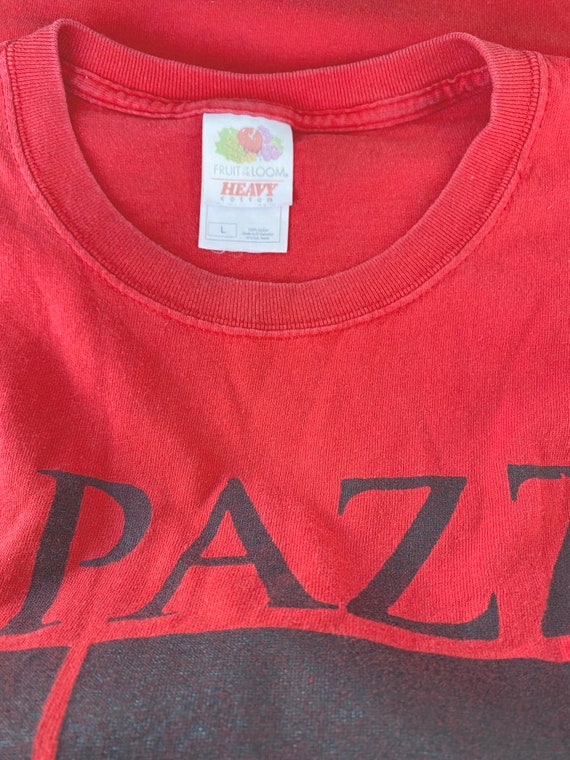 FRUIT OF THE LOOM®
HEAVY
cotton
L
PAZZ